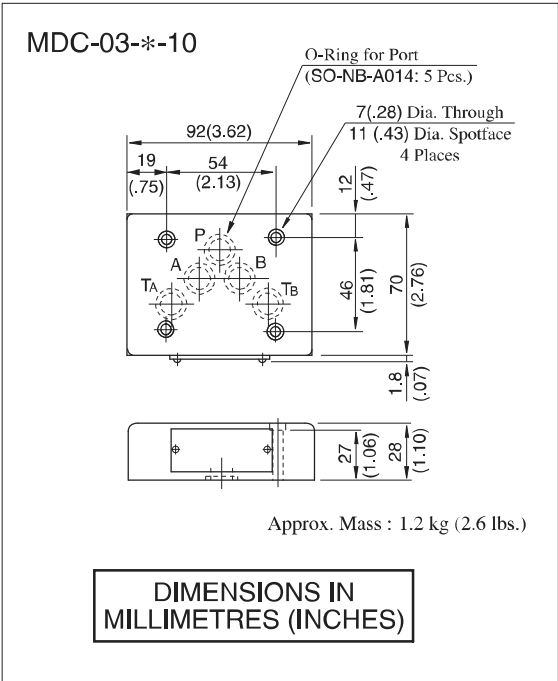 MDC-03-*-10
O-Ring for Port
(SO-NB-A014: 5 Pcs.)
7(.28) Dia. Through
11 (.43) Dia. Spotface
4 Places
92(3.62)
19
(.75)
54
(2.13)
12
(.47)
P
A
B
TA
TB
46
(1.81)
70
(2.76)
1.8
(.07)
27
(1.06)
28
(1.10)
Approx. Mass : 1.2 kg (2.6 lbs.)
DIMENSIONS IN
MILLIMETRES (INCHES)